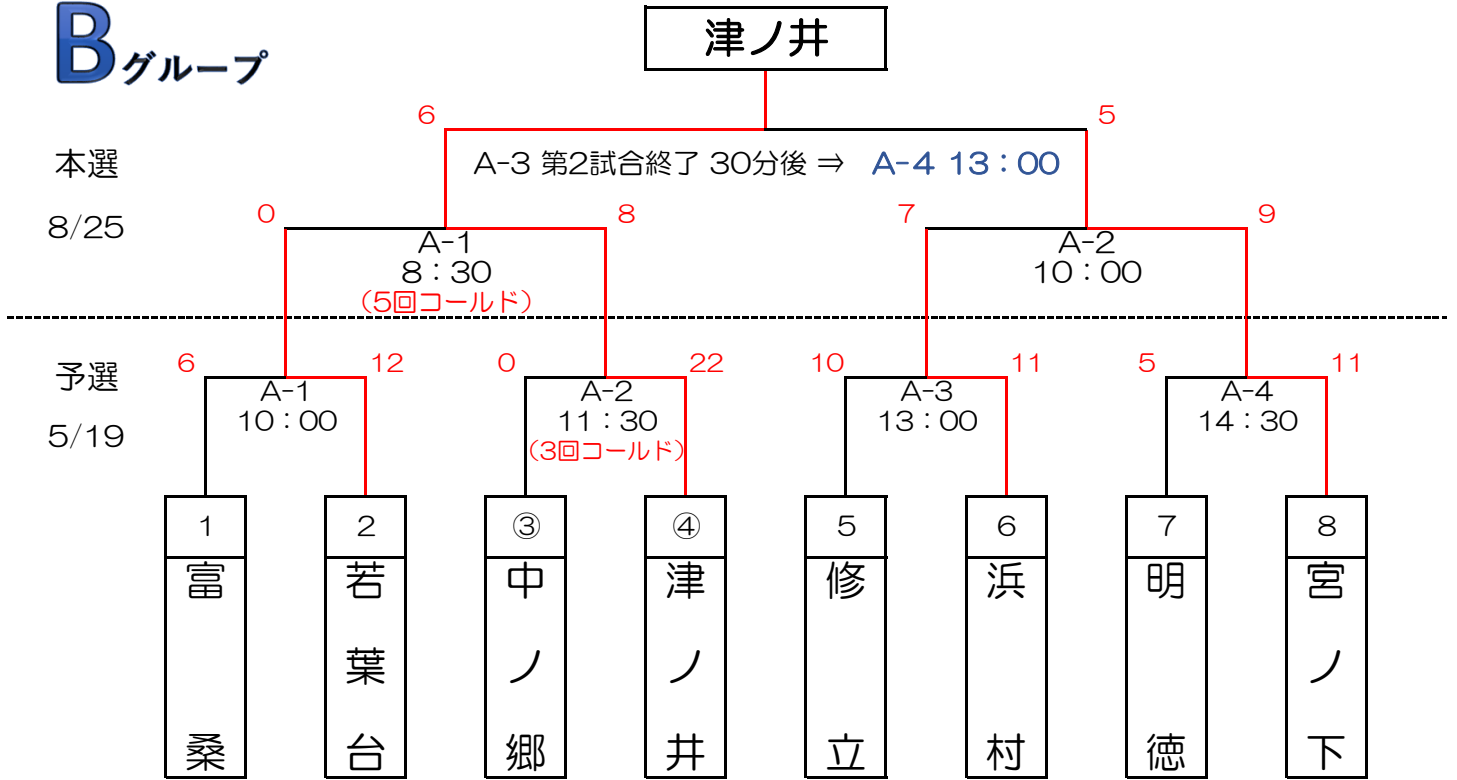 Bグループ
津ノ井
6 5
本選
A-3 第2試合終了 30分後 ⇒ A-4 13:00
8/25
0 8 7 9
A-1 A-2
8:30 10:00
(5回コールド)
予選
6 12 0 22 10 11 5 11
A-1 A-2 A-3 A-4
5/19
10:00 11:30 13:00 14:30
(3回コールド)
1 2 ③ ④ 5 6 7 8
富桑
若葉台
中ノ郷
津ノ井
修立
浜村
明徳
宮ノ下